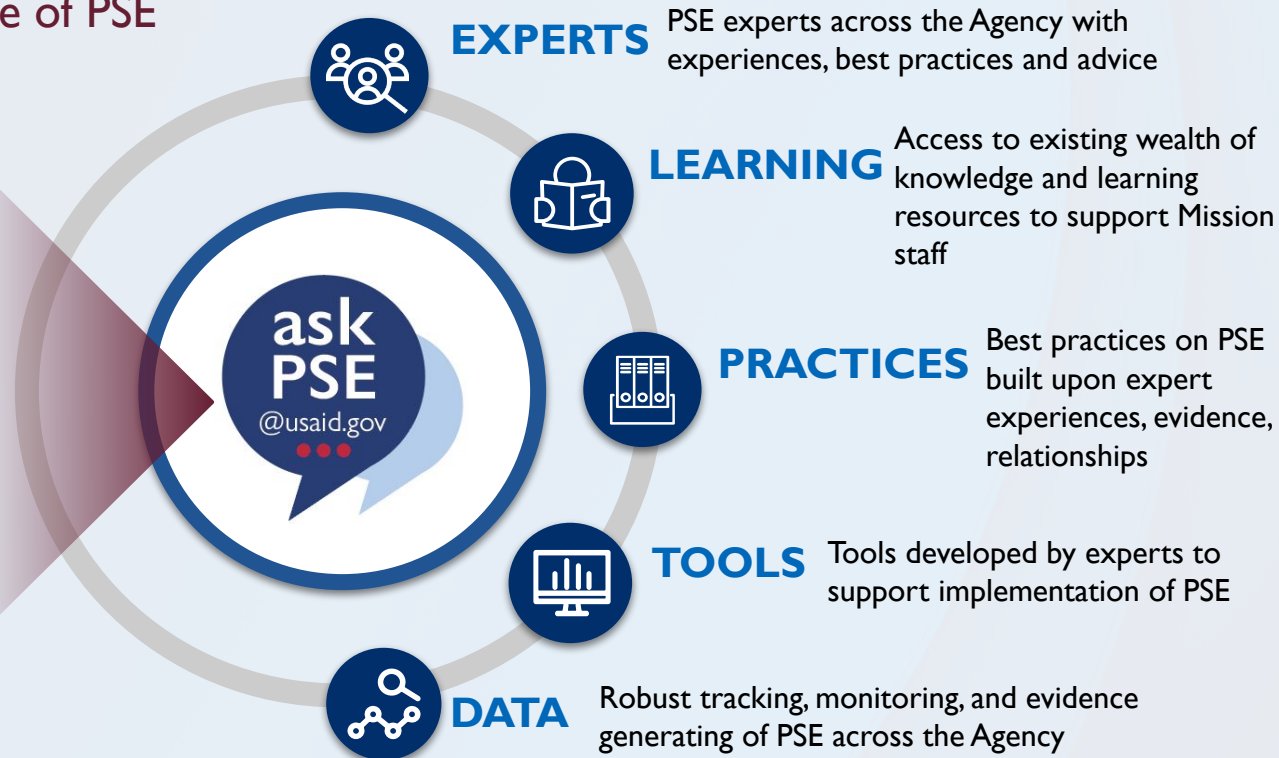 e of PSE
EXPERTS
PSE experts across the Agency with
experiences, best practices and advice
LEARNING
Access to existing wealth of
knowledge and learning
resources to support Mission
staff
ask
PSE
@usaid.gov
PRACTICES
Best practices on PSE
built upon expert
experiences, evidence,
relationships
TOOLS
Tools developed by experts to
support implementation of PSE
DATA
Robust tracking, monitoring, and evidence
generating of PSE across the Agency